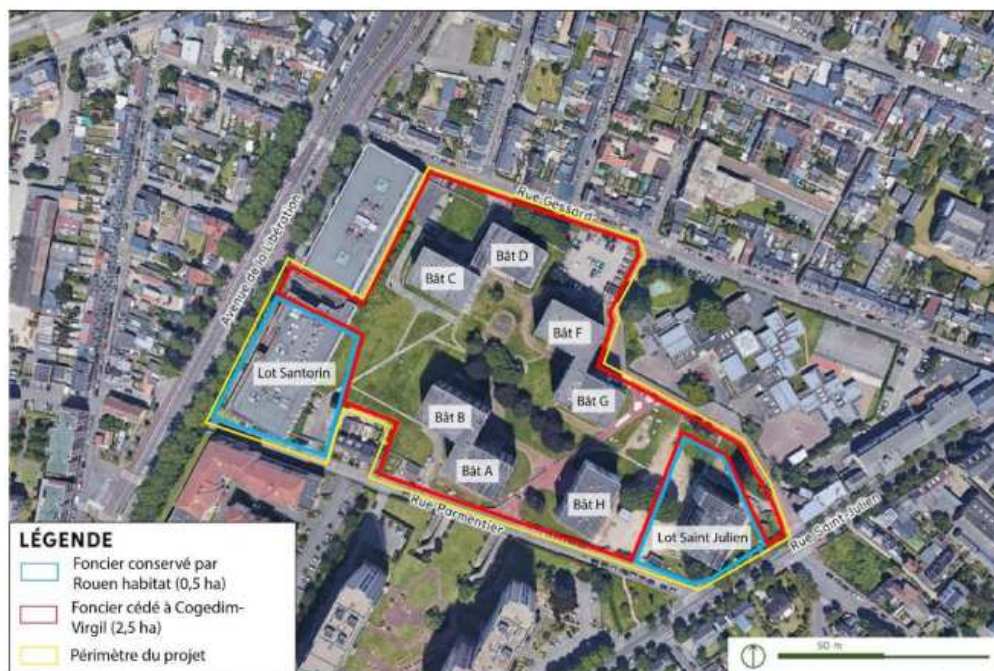 Avenue de la Libération
Rue Gessard
Bât D
Bât C
Bât F
Lot Santorin
Bât G
Bât B
Bât A
Bât H
Rue Parmentier
Lot Saint Julien
Rue Saint-Julien
LÉGENDE
Foncier conservé par
Rouen habitat (0,5 ha)
Foncier cédé à Cogedim-
Virgil (2,5 ha)
Périmètre du projet
50 m